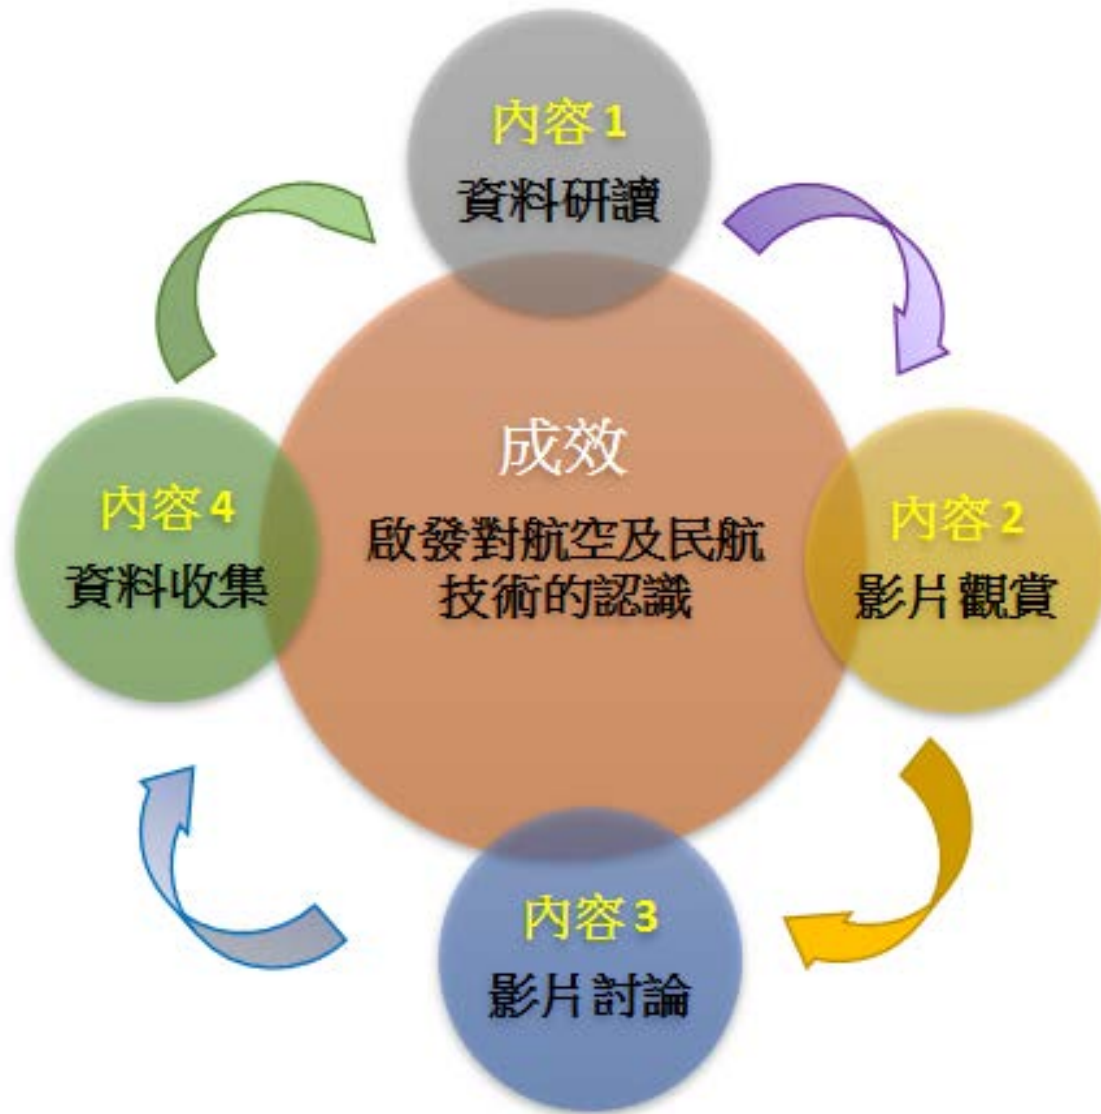 內容1
資料研讀
成效
啟發對航空及民航
技術的認識
內容4
資料收集
內容2
影片觀賞
內容3
影片討論